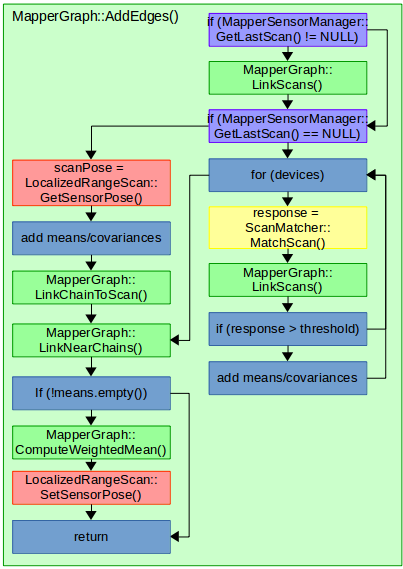 MapperGraph::AddEdges()
if (MapperSensorManager::
GetLastScan() != NULL)
MapperGraph::
LinkScans()
if (MapperSensorManager::
GetLastScan() == NULL)
scanPose =
LocalizedRangeScan::
GetSensorPose()
add means/covariances
MapperGraph::
LinkChainToScan()
MapperGraph::
LinkNearChains()
If (!means.empty())
MapperGraph::
ComputeWeightedMean()
LocalizedRangeScan::
SetSensorPose()
return
for (devices)
response =
ScanMatcher::
MatchScan()
MapperGraph::
LinkScans()
if (response > threshold)
add means/covariances